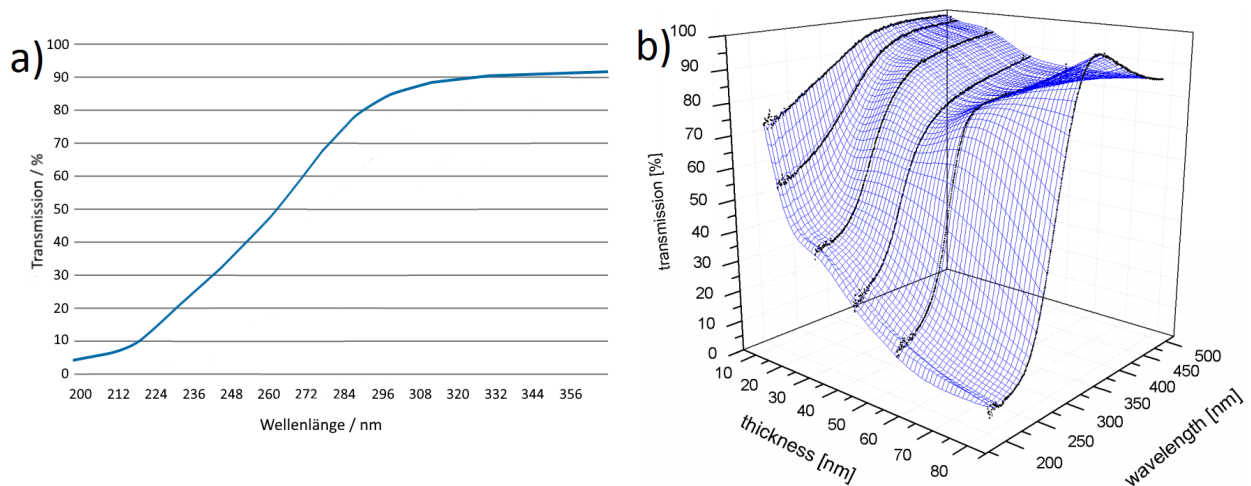 a)
100
90
80
70
60
50
40
30
20
10
0
Transmission / %
200 212 224 236 248 260 272 284 296 308 320 332 344 356
Wellenlänge / nm
b)
100
90
80
70
60
50
40
30
20
10
0
transmission [%]
10 20 30 40 50 60 70 80
thickness [nm]
200 250 300 350 400 450 500
wavelength [nm]